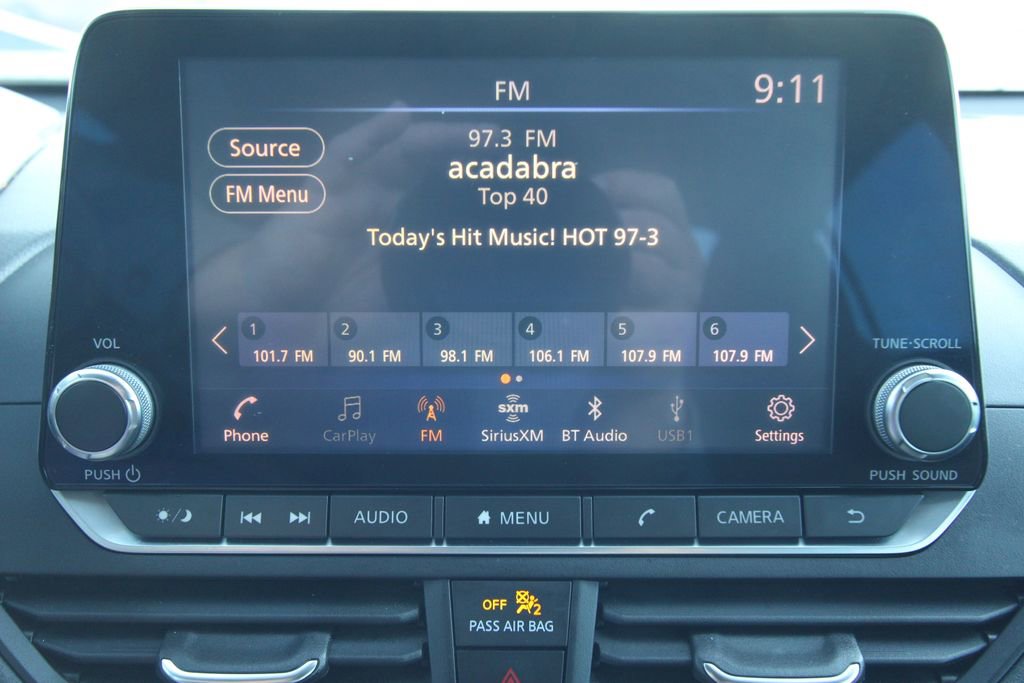 FM
9:11
97.3 FM
Source
acadabra
FM Menu
Top 40
Today's Hit Music! HOT 97-3
1 2 3 4 5 6
101.7 FM 90.1 FM 98.1 FM 106.1 FM 107.9 FM 107.9 FM
VOL
TUNE·SCROLL
sxm
Phone CarPlay FM SiriusXM BT Audio USB1 Settings
PUSH
PUSH SOUND
AUDIO MENU CAMERA
OFF 2
PASS AIR BAG